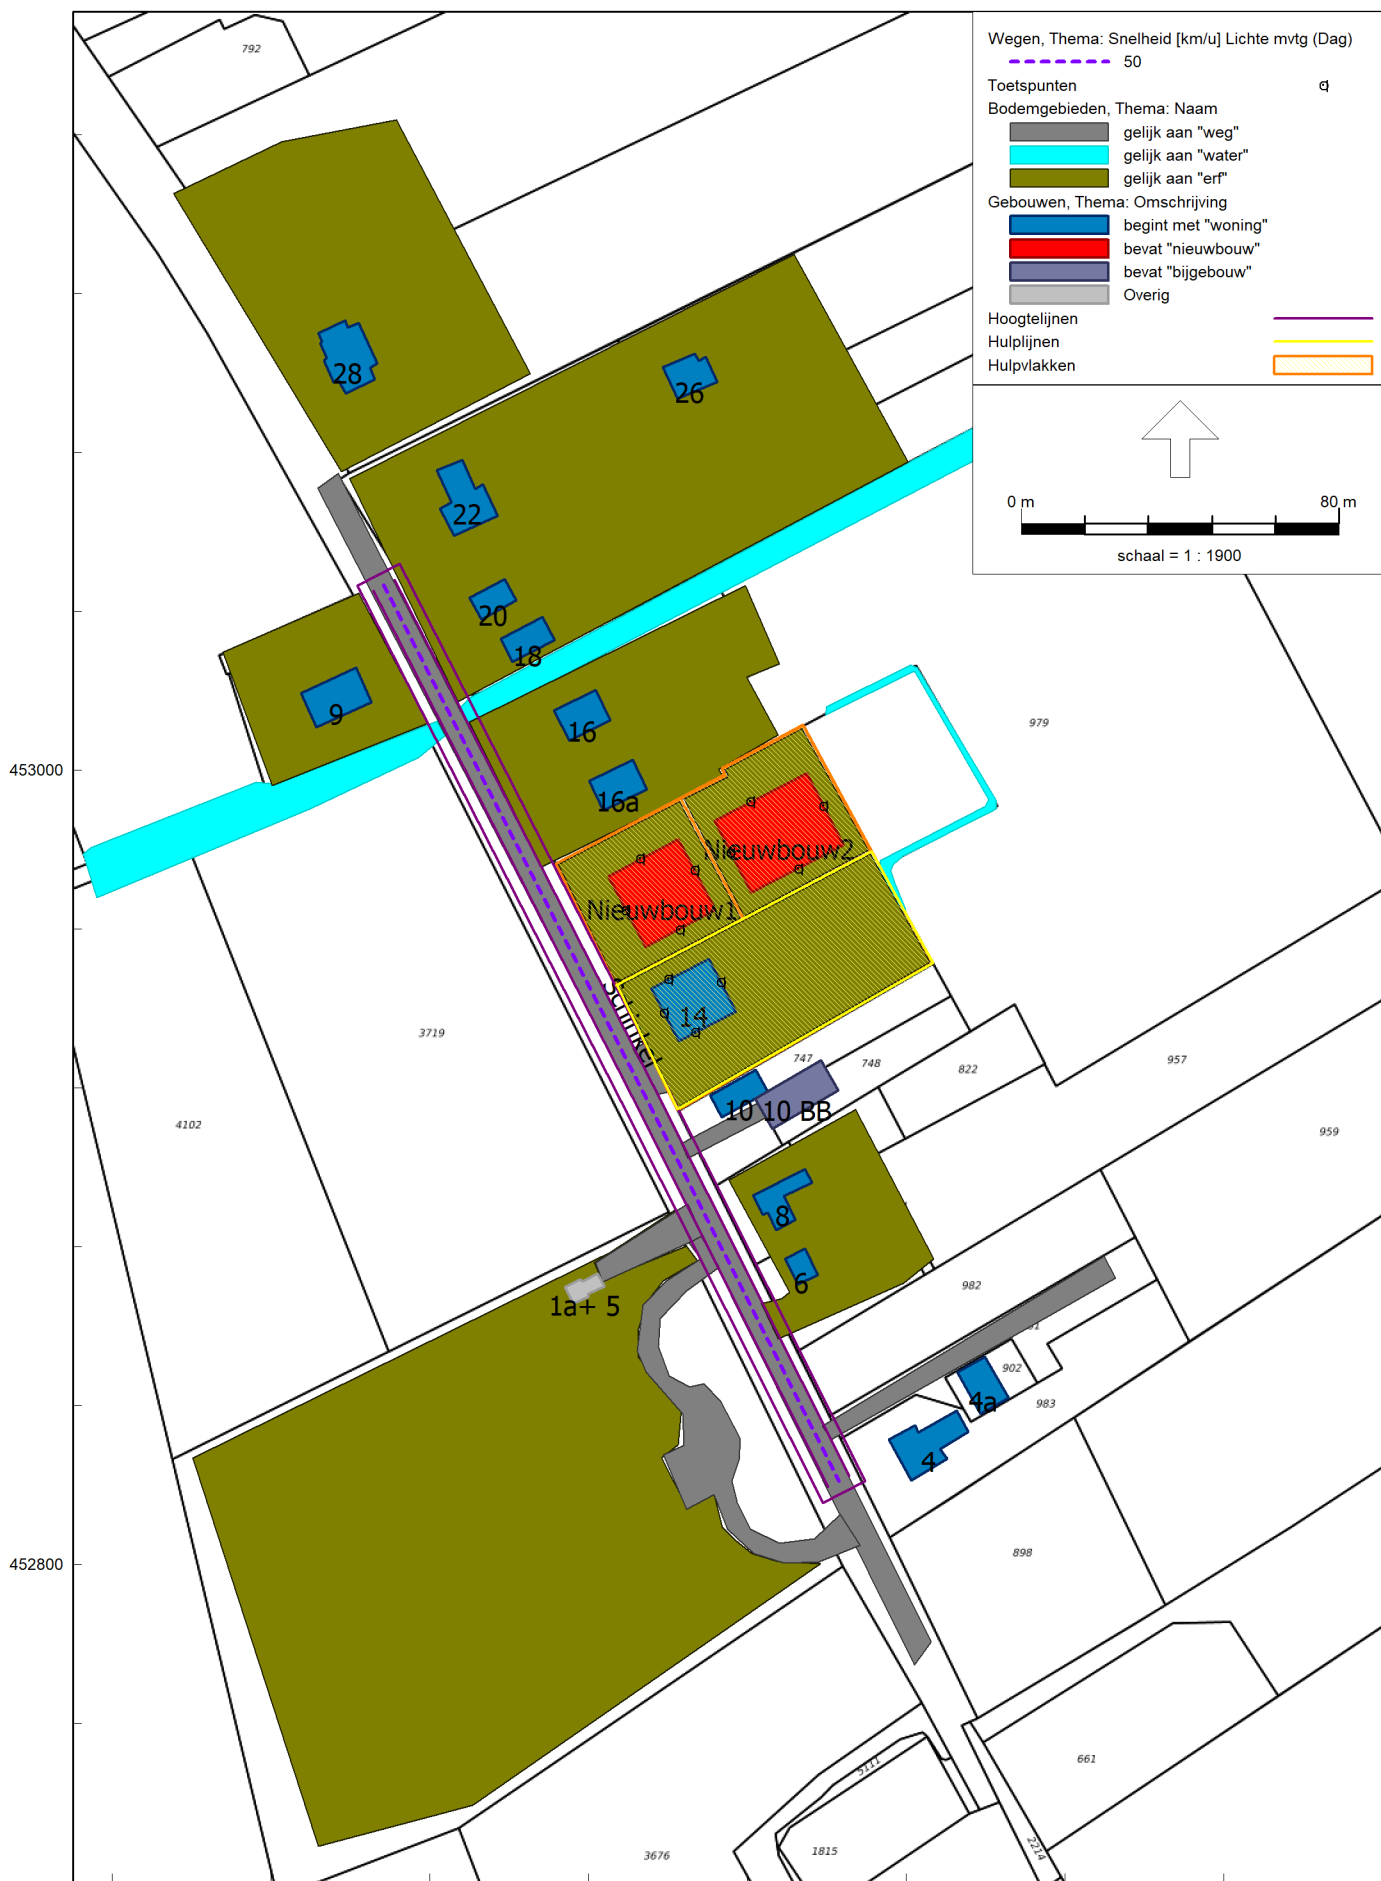 Wegen, Thema: Snelheid [km/u] Lichte mvtg (Dag)
50
Toetspunten
Bodemgebieden, Thema: Naam
gelijk aan "weg"
gelijk aan "water"
gelijk aan "erf"
Gebouwen, Thema: Omschrijving
begint met "woning"
bevat "nieuwbouw"
bevat "bijgebouw"
Overig
Hoogtelijnen
Hulplijnen
Hulpvlakken
0 m 80 m
schaal = 1 : 1900
792
28
26
22
20
18
9
16
979
453000
16a
Nieuwbouw2
Nieuwbouw1
14
Schinkel
3719
747
748
822
957
10 10 BB
4102
959
8
6
982
1a+ 5
902
4a
983
4
898
452800
661
5111
1815
2214
3676